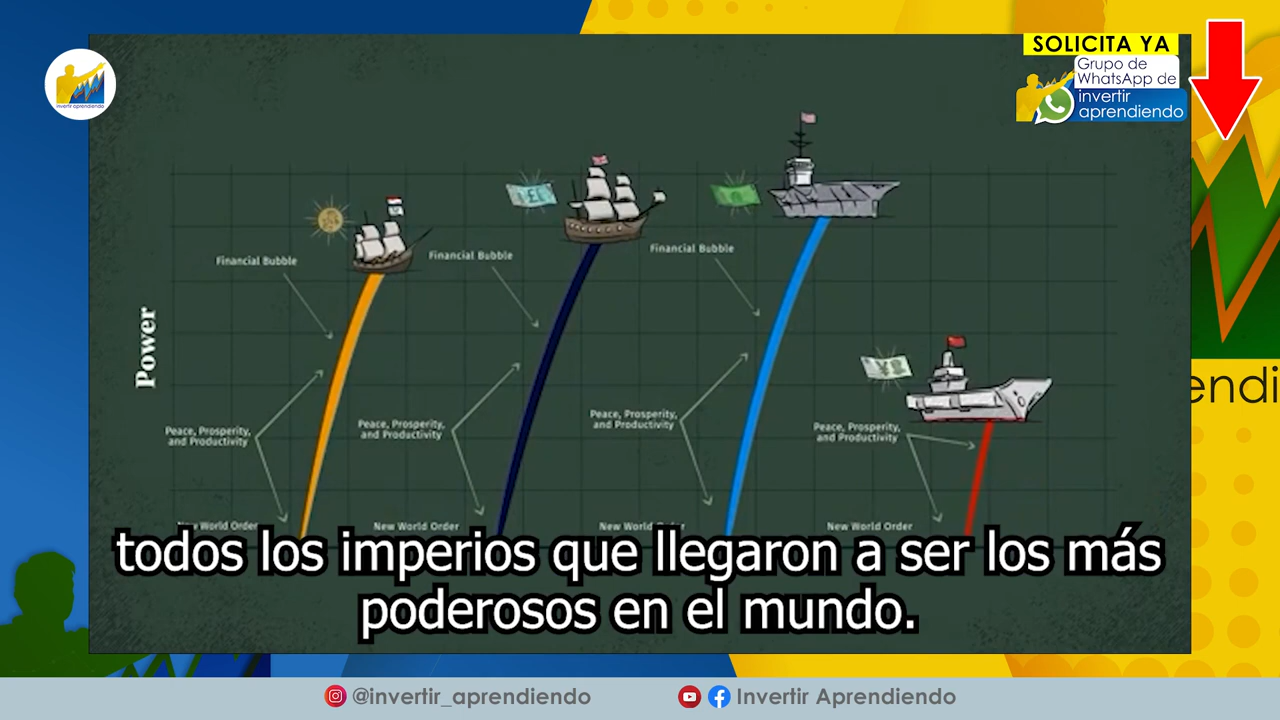 SOLICITA YA
Grupo de
WhatsApp de
invertir
aprendiendo
invertir aprendiendo
endi
Power
Financial Bubble
Financial Bubble
Financial Bubble
Peace, Prosperity,
and Productivity
Peace, Prosperity,
and Productivity
Peace, Prosperity,
and Productivity
Peace, Prosperity,
and Productivity
New World Order
New World Order
New World Order
New World Order
todos los imperios que llegaron a ser los más
poderosos en el mundo.
@invertir_aprendiendo
Invertir Aprendiendo